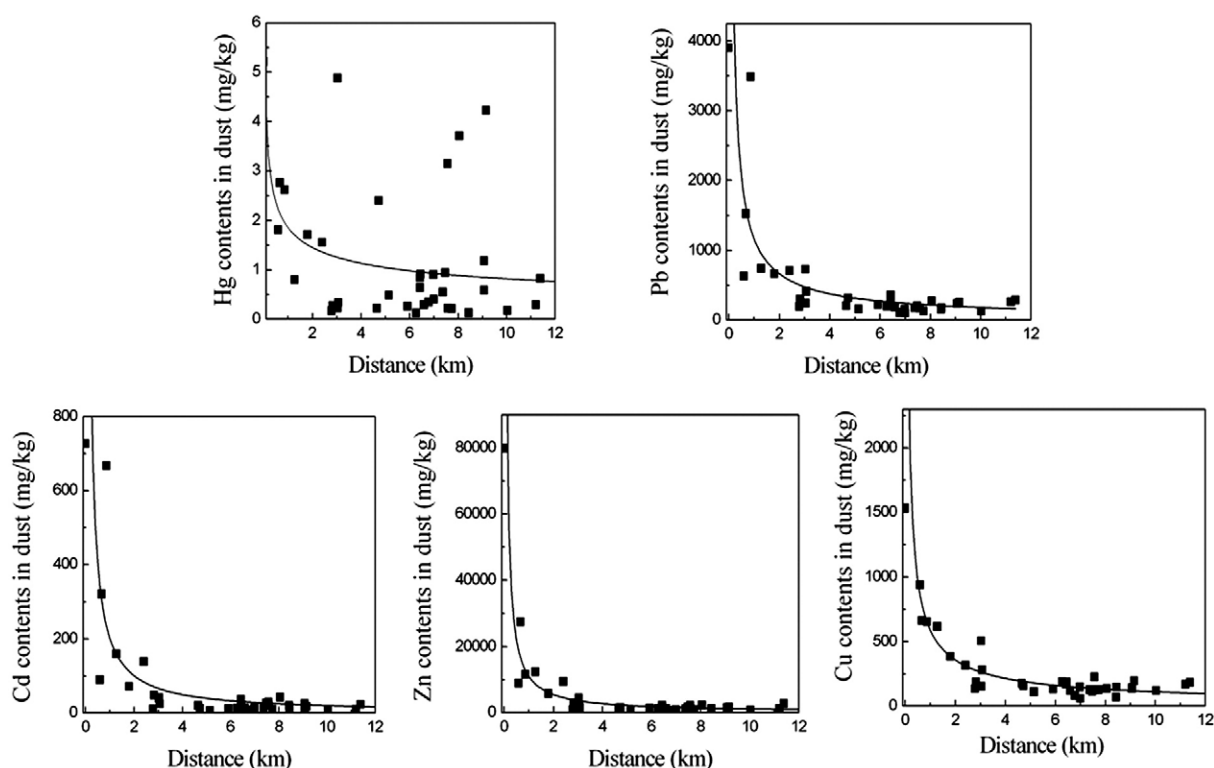 Hg contents in dust (mg/kg)
6
5
4
3
2
1
0
2 4 6 8 10 12
Distance (km)
Pb contents in dust (mg/kg)
4000
3000
2000
1000
0
0 2 4 6 8 10 12
Distance (km)
Cd contents in dust (mg/kg)
800
600
400
200
0
0 2 4 6 8 10 12
Distance (km)
Zn contents in dust (mg/kg)
80000
60000
40000
20000
0
0 2 4 6 8 10 12
Distance (km)
Cu contents in dust (mg/kg)
2000
1500
1000
500
0
0 2 4 6 8 10 12
Distance (km)